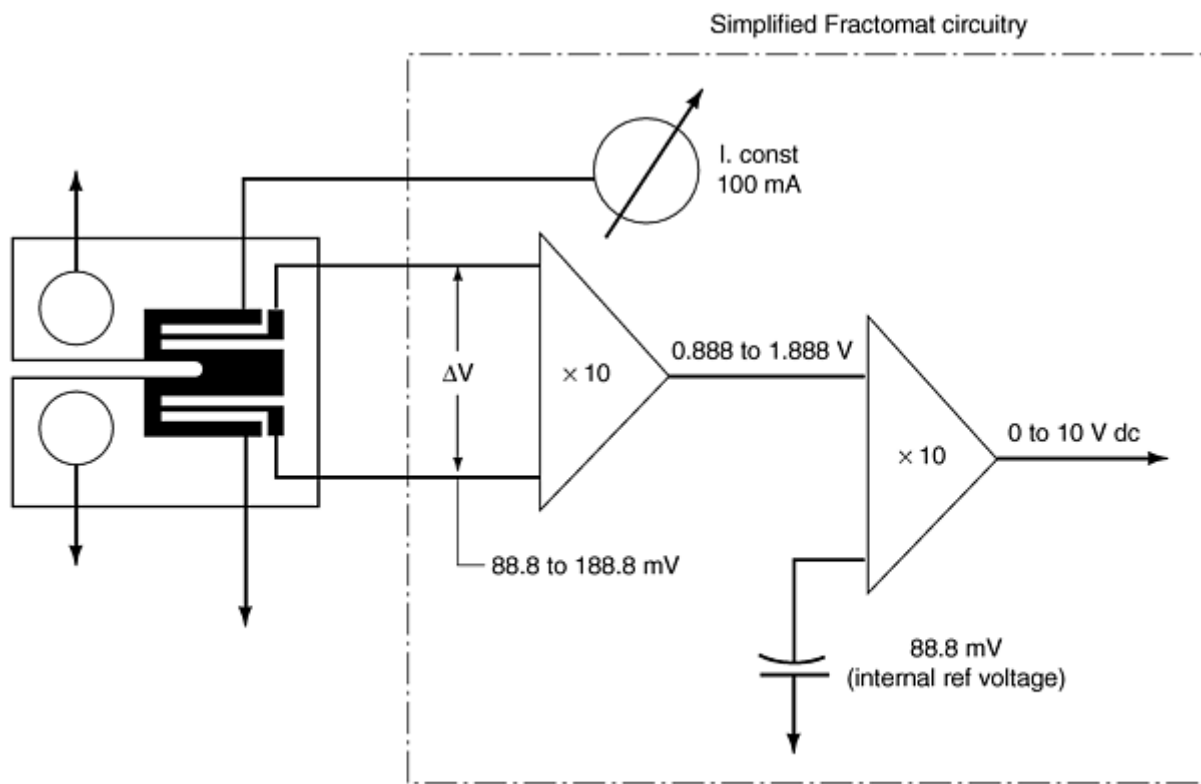 Simplified Fractomat circuitry
I. const
100 mA
ΔV
× 10
0.888 to 1.888 V
× 10
0 to 10 V dc
88.8 to 188.8 mV
88.8 mV
(internal ref voltage)